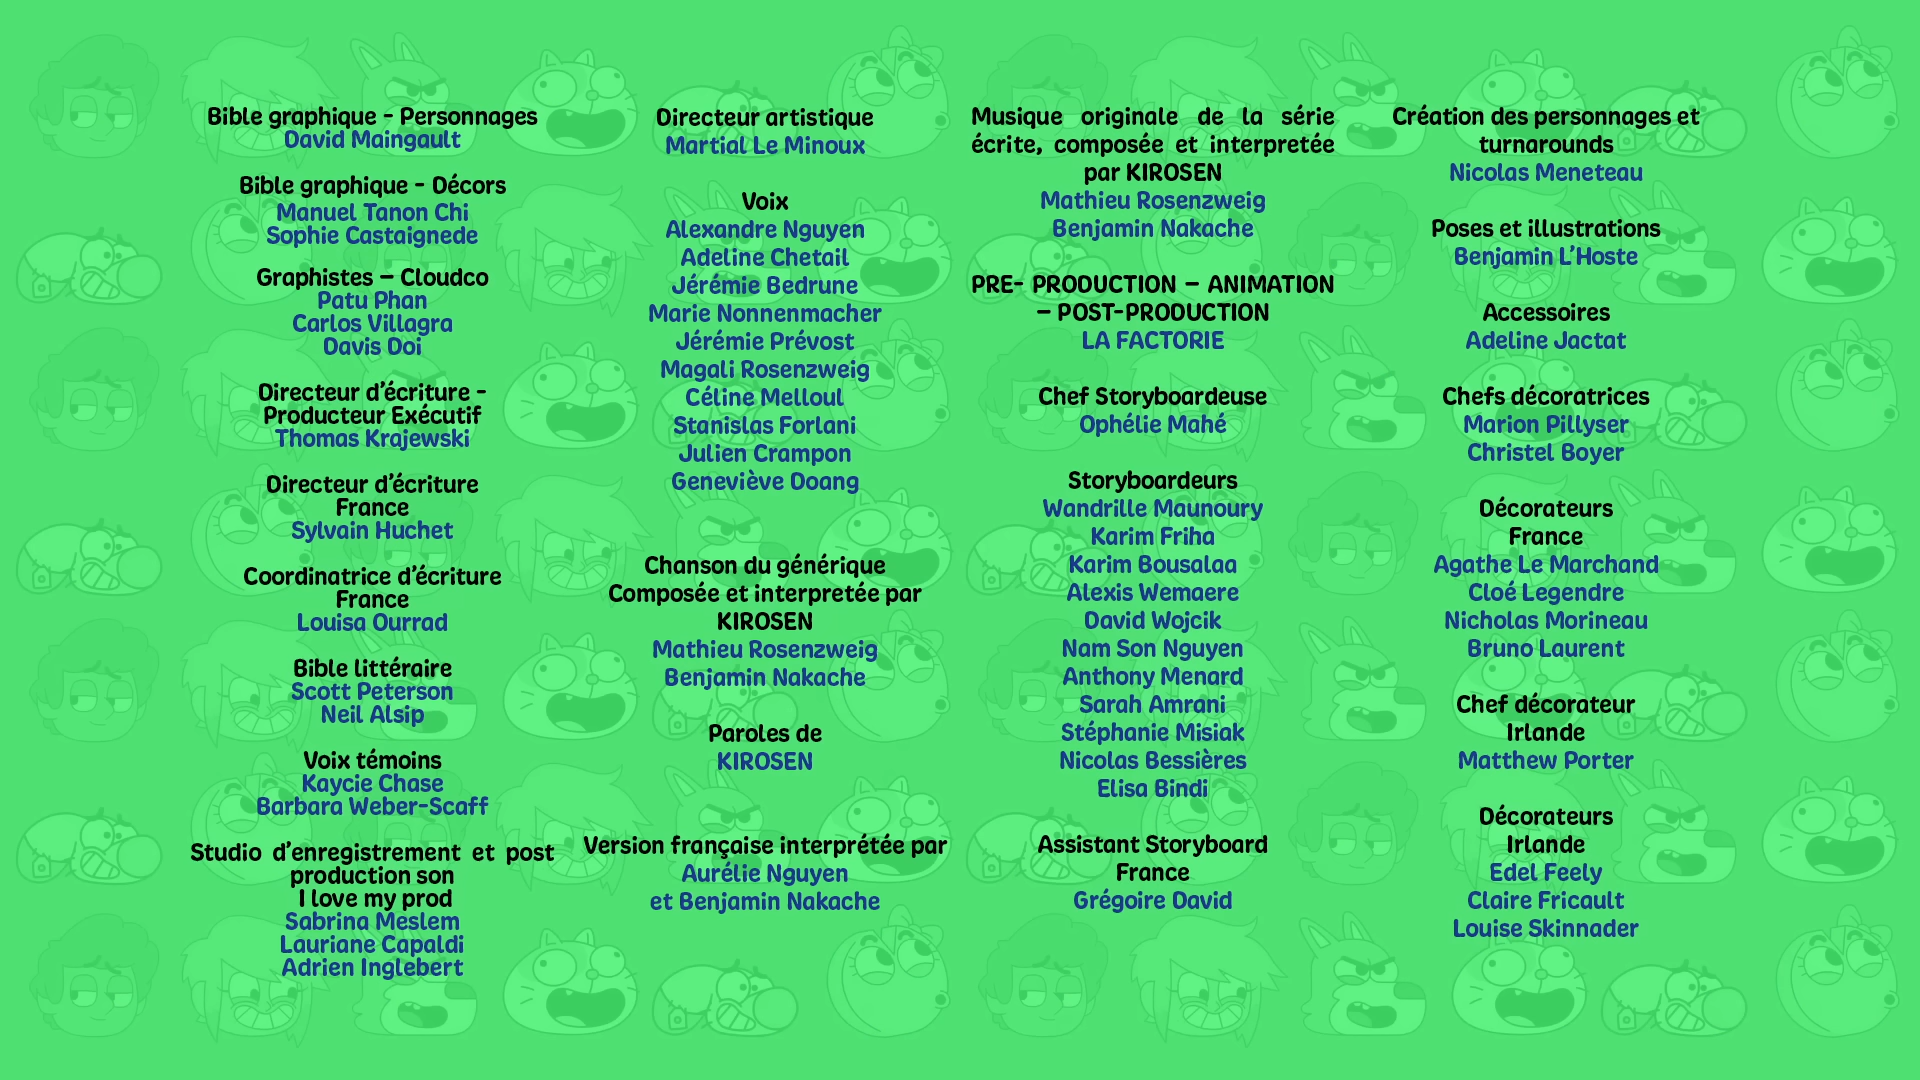 Bible graphique - Personnages
David Maingault
Bible graphique - Décors
Manuel Tanon Chi
Sophie Castaignede
Graphistes – Cloudco
Patu Phan
Carlos Villagra
Davis Doi
Directeur d'écriture -
Producteur Exécutif
Thomas Krajewski
Directeur d'écriture
France
Sylvain Huchet
Coordinatrice d'écriture
France
Louisa Ourrad
Bible littéraire
Scott Peterson
Neil Alsip
Voix témoins
Kaycie Chase
Barbara Weber-Scaff
Studio d'enregistrement et post
production son
I love my prod
Sabrina Meslem
Lauriane Capaldi
Adrien Inglebert
Directeur artistique
Martial Le Minoux
Voix
Alexandre Nguyen
Adeline Chetail
Jérémie Bedrune
Marie Nonnenmacher
Jérémie Prévost
Magali Rosenzweig
Céline Melloul
Stanislas Forlani
Julien Crampon
Geneviève Doang
Chanson du générique
Composée et interpretée par
KIROSEN
Mathieu Rosenzweig
Benjamin Nakache
Paroles de
KIROSEN
Version française interprétée par
Aurélie Nguyen
et Benjamin Nakache
Musique originale de la série
écrite, composée et interpretée
par KIROSEN
Mathieu Rosenzweig
Benjamin Nakache
PRE- PRODUCTION – ANIMATION
– POST-PRODUCTION
LA FACTORIE
Chef Storyboardeuse
Ophélie Mahé
Storyboardeurs
Wandrille Maunoury
Karim Friha
Karim Bousalaa
Alexis Wemaere
David Wojcik
Nam Son Nguyen
Anthony Menard
Sarah Amrani
Stéphanie Misiak
Nicolas Bessières
Elisa Bindi
Assistant Storyboard
France
Grégoire David
Création des personnages et
turnarounds
Nicolas Meneteau
Poses et illustrations
Benjamin L'Hoste
Accessoires
Adeline Jactat
Chefs décoratrices
Marion Pillyser
Christel Boyer
Décorateurs
France
Agathe Le Marchand
Cloé Legendre
Nicholas Morineau
Bruno Laurent
Chef décorateur
Irlande
Matthew Porter
Décorateurs
Irlande
Edel Feely
Claire Fricault
Louise Skinnader